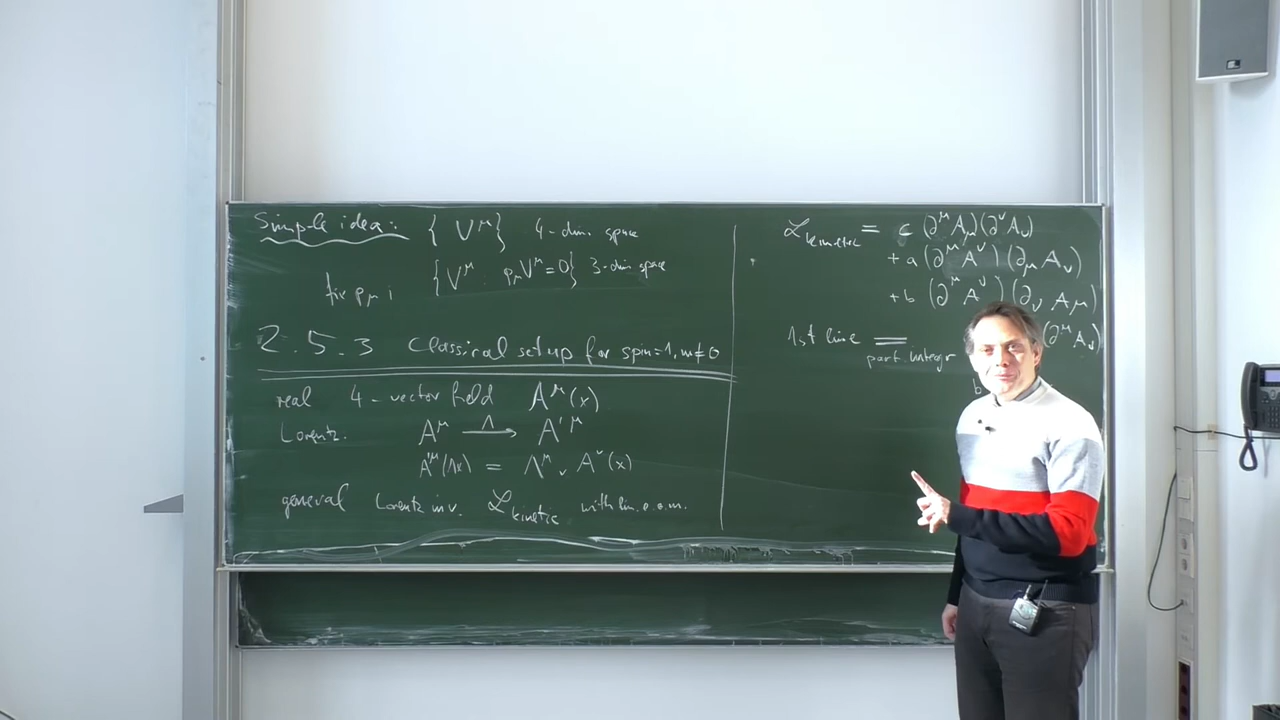 Simple idea: { V^μ } 4-dim space
fix p_μ : { V^μ : p_μ V^μ = 0 } 3-dim space
2.5.3 Classical setup for spin=1, m≠0
real 4-vector field A^μ(x)
Lorentz: A^μ —Λ→ A'^μ
A'^μ(Λx) = Λ^μ_ν A^ν(x)
general Lorentz inv. ℒ_kinetic with lin. e.o.m.
ℒ_kinetic = c (∂^μ A_μ)(∂^ν A_ν)
+ a (∂^μ A^ν)(∂_μ A_ν)
+ b (∂^μ A^ν)(∂_ν A_μ)
1st line = (∂^μ A_ν)
part. integr
b